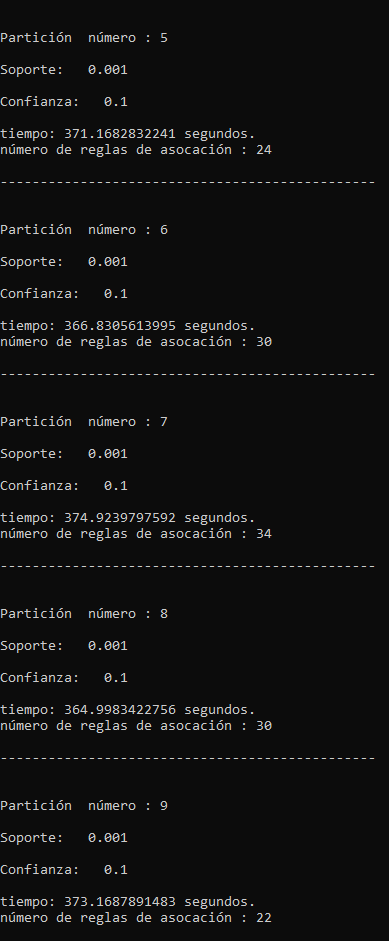 Partición  número : 5
Soporte:   0.001
Confianza:   0.1
tiempo: 371.1682832241 segundos.
número de reglas de asocación : 24
-----------------------------------------------
Partición  número : 6
Soporte:   0.001
Confianza:   0.1
tiempo: 366.8305613995 segundos.
número de reglas de asocación : 30
-----------------------------------------------
Partición  número : 7
Soporte:   0.001
Confianza:   0.1
tiempo: 374.9239797592 segundos.
número de reglas de asocación : 34
-----------------------------------------------
Partición  número : 8
Soporte:   0.001
Confianza:   0.1
tiempo: 364.9983422756 segundos.
número de reglas de asocación : 30
-----------------------------------------------
Partición  número : 9
Soporte:   0.001
Confianza:   0.1
tiempo: 373.1687891483 segundos.
número de reglas de asocación : 22